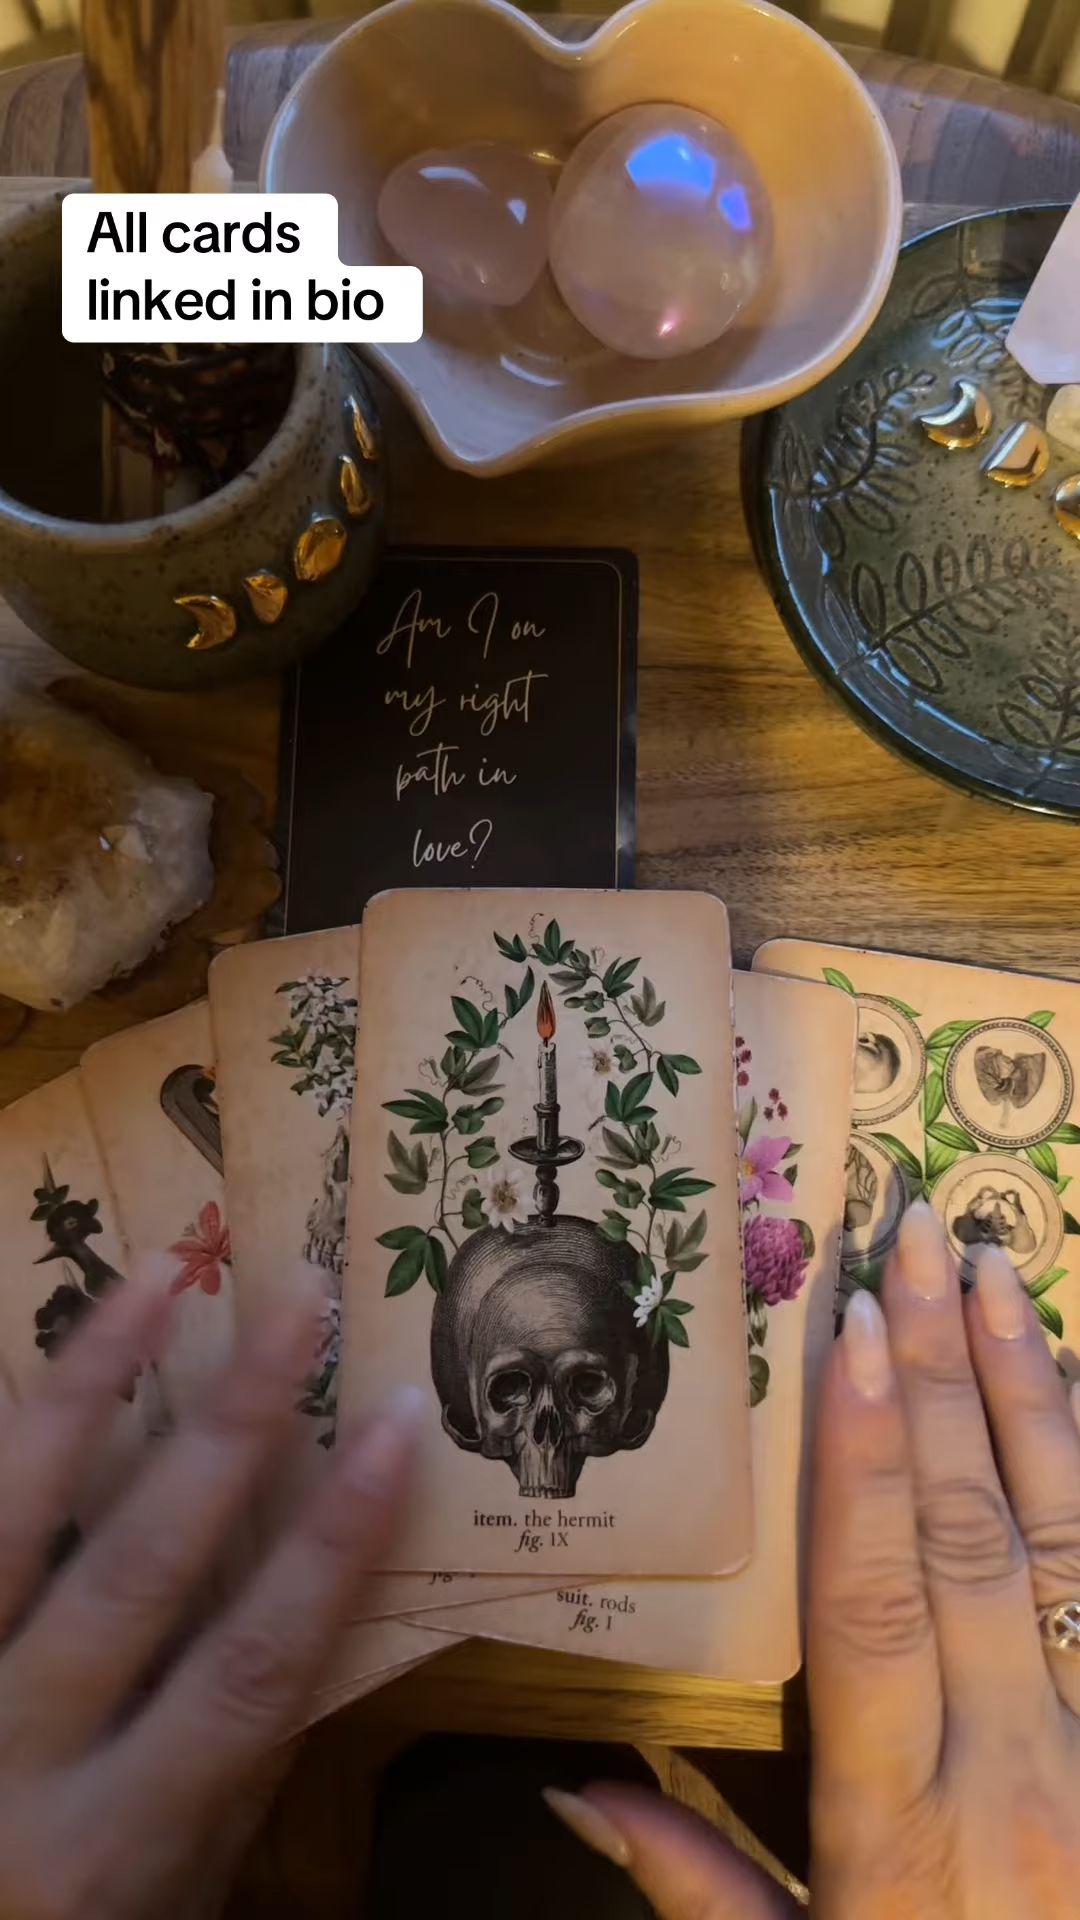 All cards
linked in bio
Am I on
my right
path in
love?
item. the hermit
fig. IX
suit. rods
fig. I